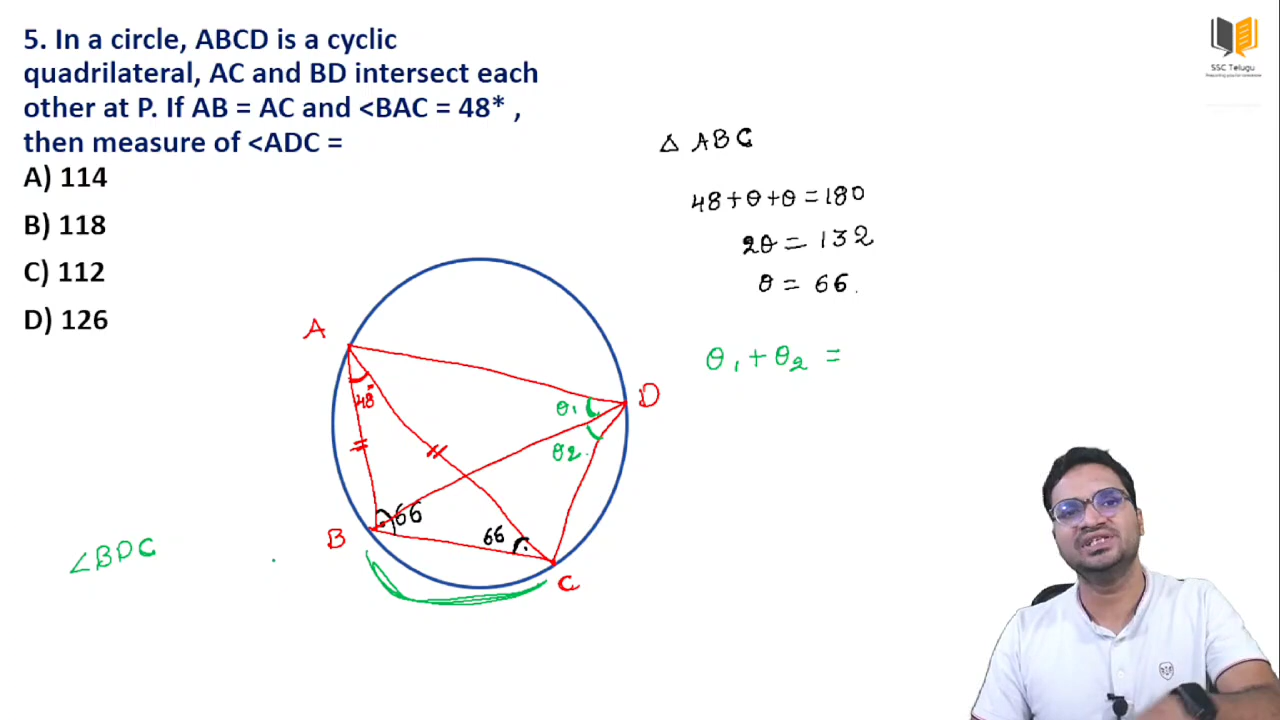 5. In a circle, ABCD is a cyclic
quadrilateral, AC and BD intersect each
other at P. If AB = AC and <BAC = 48* ,
then measure of <ADC =
A) 114
B) 118
C) 112
D) 126
SSC Telugu
△ ABC
48+θ+θ=180
2θ = 132
θ = 66.
θ1+θ2 =
A
48°
D
θ1
θ2
B
66
66
C
∠BDC